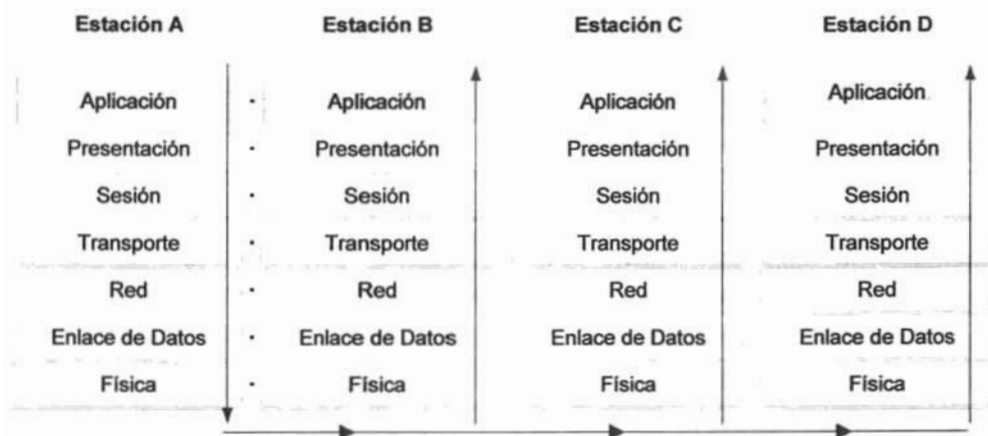 Estación A Estación B Estación C Estación D
Aplicación Aplicación Aplicación Aplicación
Presentación Presentación Presentación Presentación
Sesión Sesión Sesión Sesión
Transporte Transporte Transporte Transporte
Red Red Red Red
Enlace de Datos Enlace de Datos Enlace de Datos Enlace de Datos
Física Física Física Física